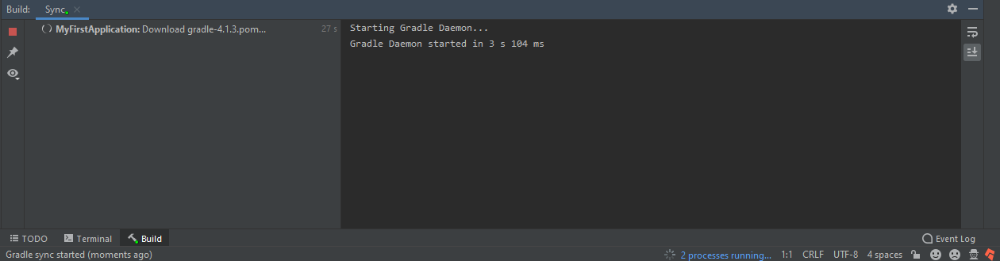 Build: Sync
MyFirstApplication: Download gradle-4.1.3.pom... 27 s
Starting Gradle Daemon...
Gradle Daemon started in 3 s 104 ms
TODO Terminal Build Event Log
Gradle sync started (moments ago) 2 processes running... 1:1 CRLF UTF-8 4 spaces